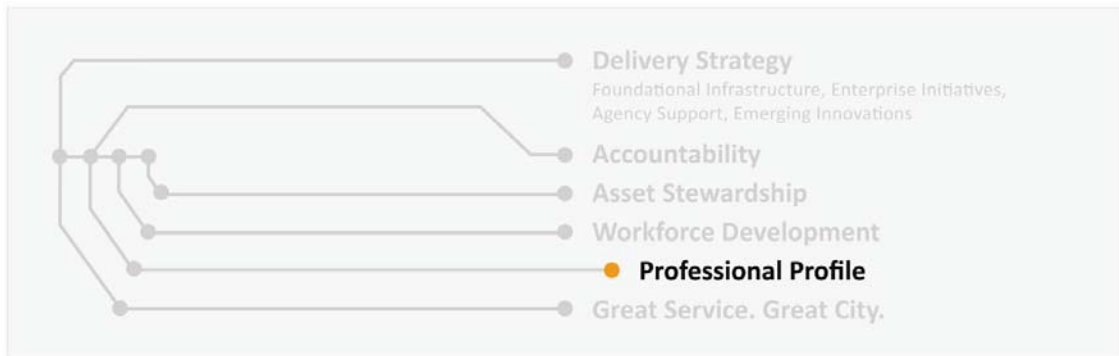 Delivery Strategy
Foundational Infrastructure, Enterprise Initiatives,
Agency Support, Emerging Innovations
Accountability
Asset Stewardship
Workforce Development
Professional Profile
Great Service. Great City.